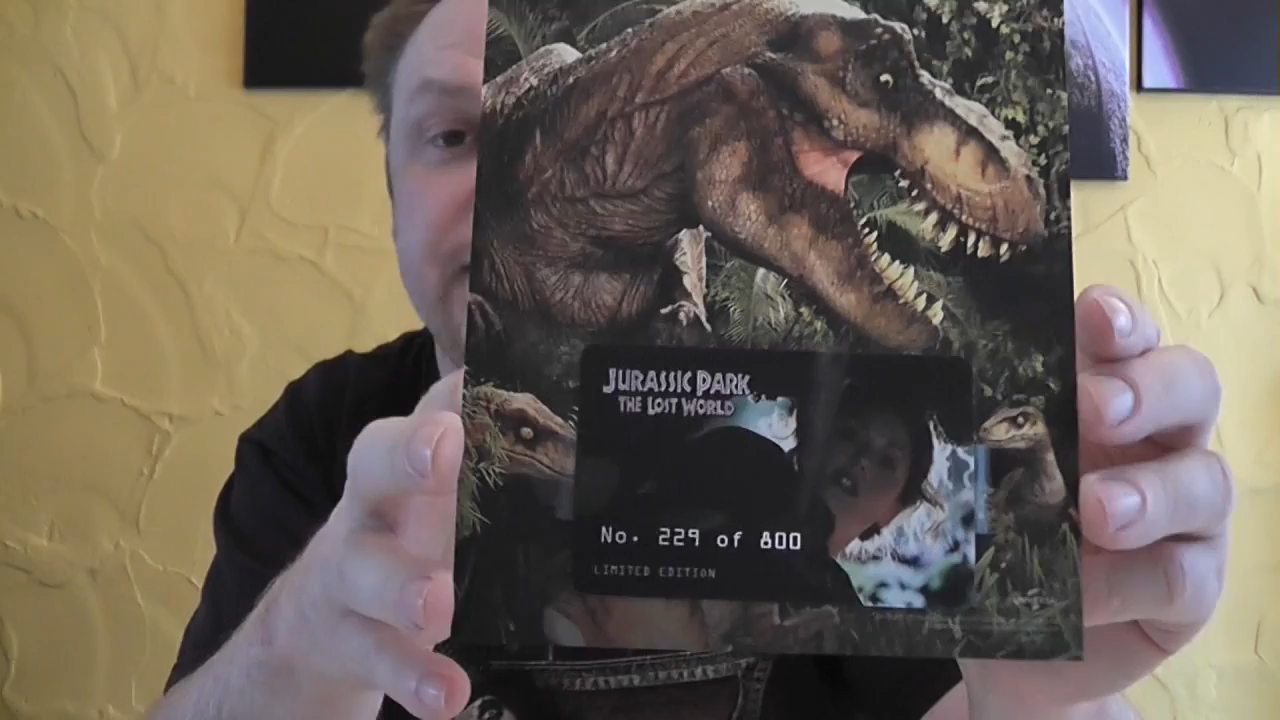 JURASSIC PARK
THE LOST WORLD
No. 229 of 800
LIMITED EDITION